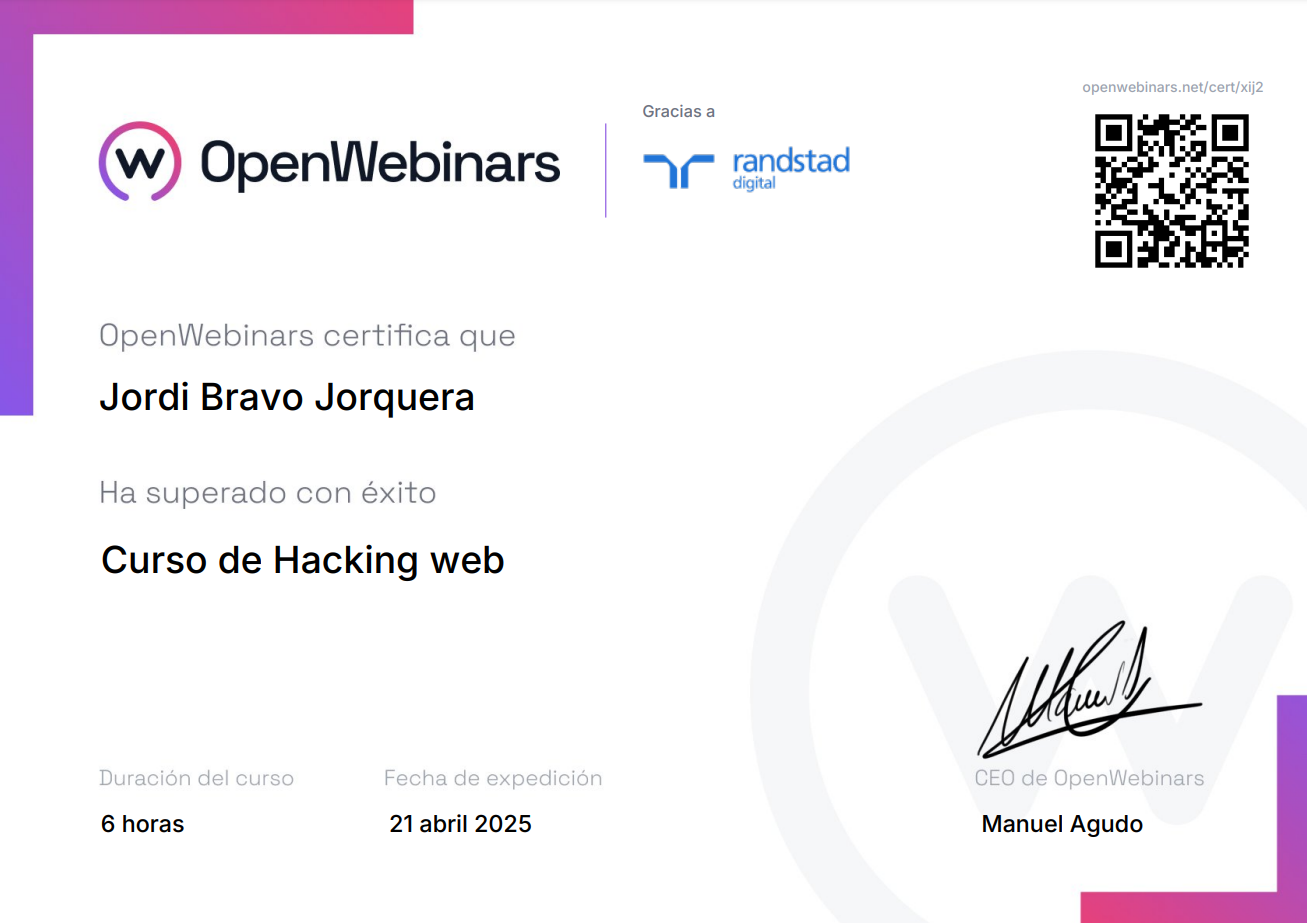 openwebinars.net/cert/xij2
Gracias a
OpenWebinars
randstad
digital
OpenWebinars certifica que
Jordi Bravo Jorquera
Ha superado con éxito
Curso de Hacking web
Duración del curso
6 horas
Fecha de expedición
21 abril 2025
CEO de OpenWebinars
Manuel Agudo